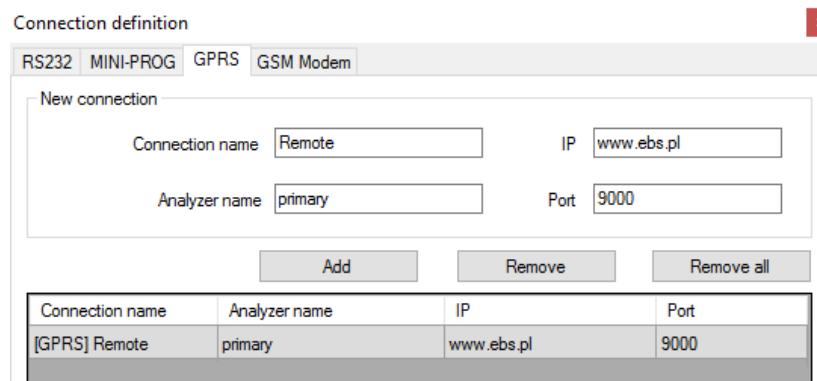 Connection definition
RS232 MINI-PROG GPRS GSM Modem
New connection
Connection name Remote IP www.ebs.pl
Analyzer name primary Port 9000
Add Remove Remove all
Connection name Analyzer name IP Port
[GPRS] Remote primary www.ebs.pl 9000